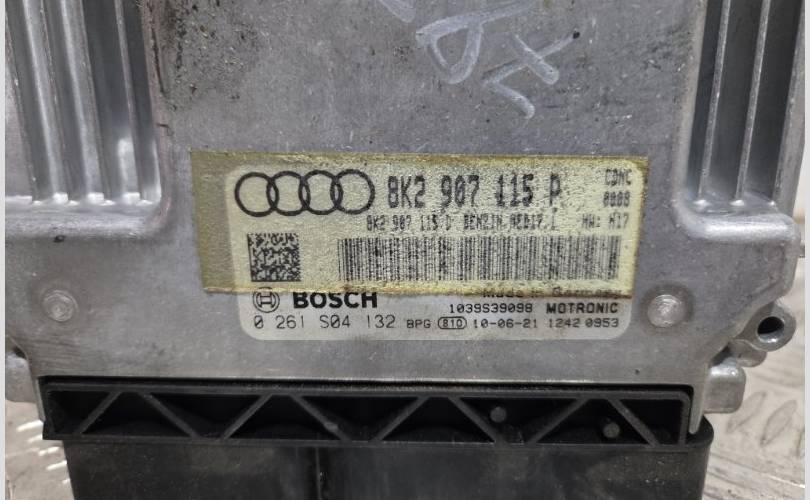 8K2 907 115 P CDNC
0008
8K2 907 115 D BENZIN MED17.1 HW: H17
BOSCH Made in Germany
1039S39098 MOTRONIC
0 261 S04 132 BPG 810 10-06-21 1242 0953